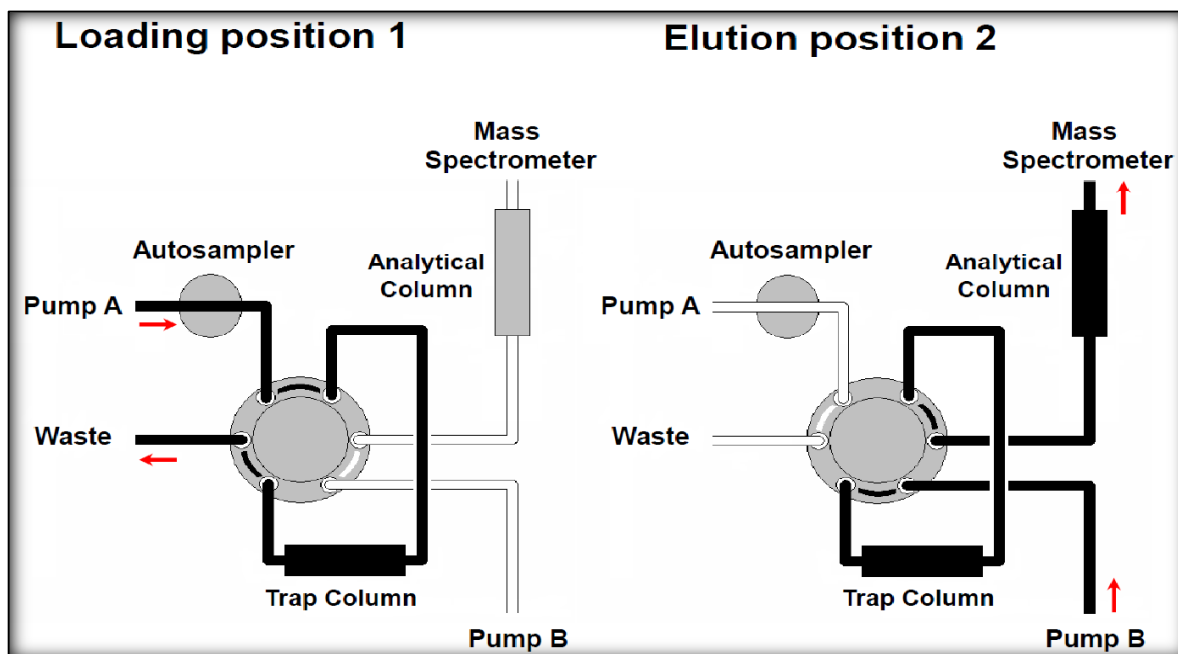 Loading position 1
Mass
Spectrometer
Autosampler
Analytical
Column
Pump A
Waste
Trap Column
Pump B
Elution position 2
Mass
Spectrometer
Autosampler
Analytical
Column
Pump A
Waste
Trap Column
Pump B